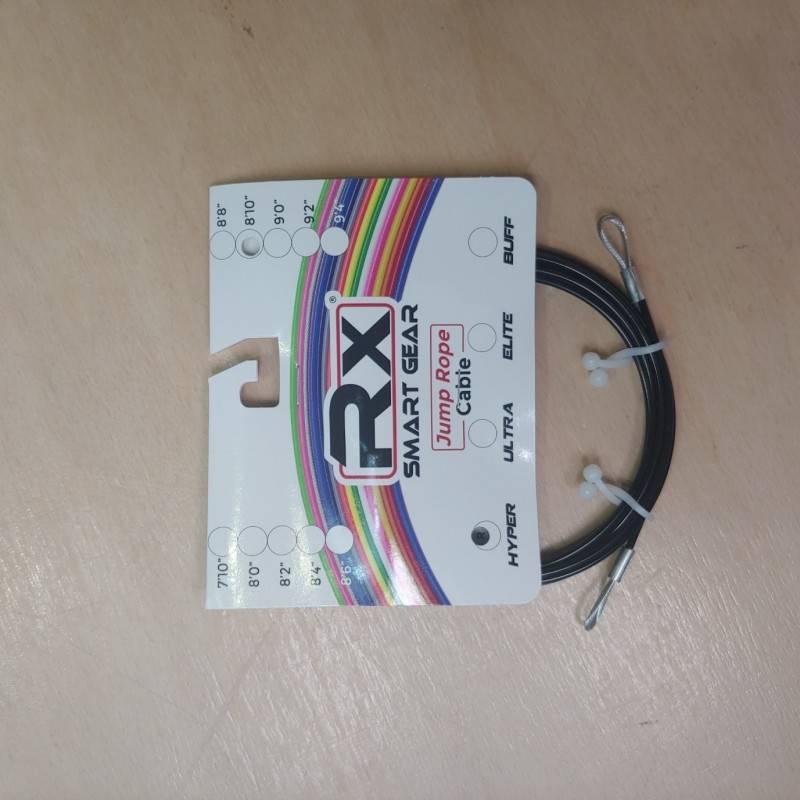 7'10"
8'0"
8'2"
8'4"
8'6"
8'8"
8'10"
9'0"
9'2"
9'4"
RX®
SMART GEAR
Jump Rope
Cable
HYPER
ULTRA
ELITE
BUFF
R